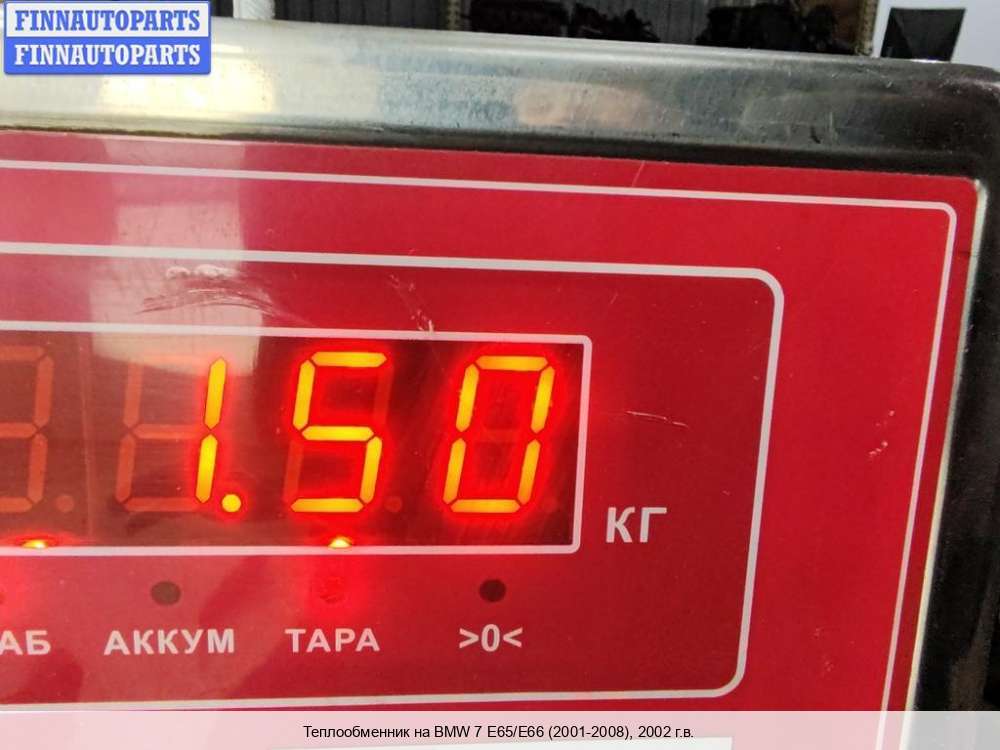 FINNAUTOPARTS
FINNAUTOPARTS
1.50
КГ
АБ АККУМ ТАРА >0<
Теплообменник на BMW 7 E65/E66 (2001-2008), 2002 г.в.